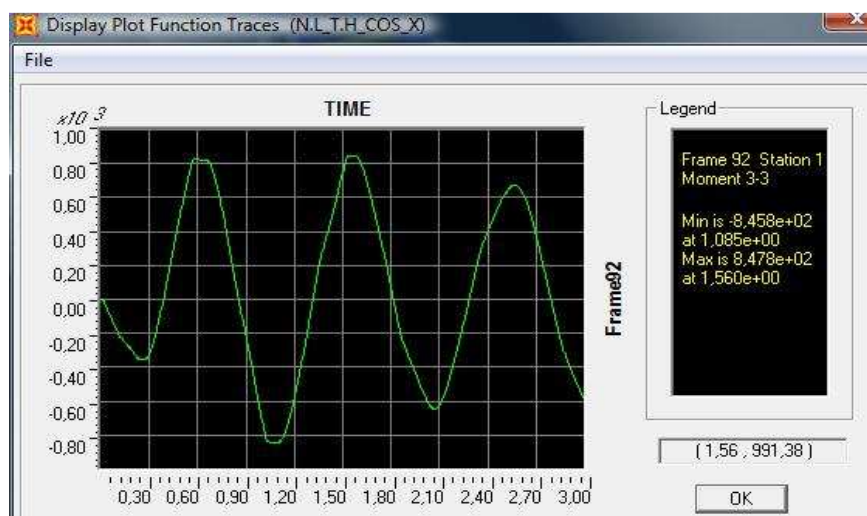 Display Plot Function Traces (N.L_T.H_COS_X)
File
TIME
x10 3
1,00
0,80
0,60
0,40
0,20
0,00
-0,20
-0,40
-0,60
-0,80
0,30 0,60 0,90 1,20 1,50 1,80 2,10 2,40 2,70 3,00
Frame92
Legend
Frame 92 Station 1
Moment 3-3
Min is -8,458e+02
at 1,085e+00
Max is 8,478e+02
at 1,560e+00
( 1,56 , 991,38 )
OK